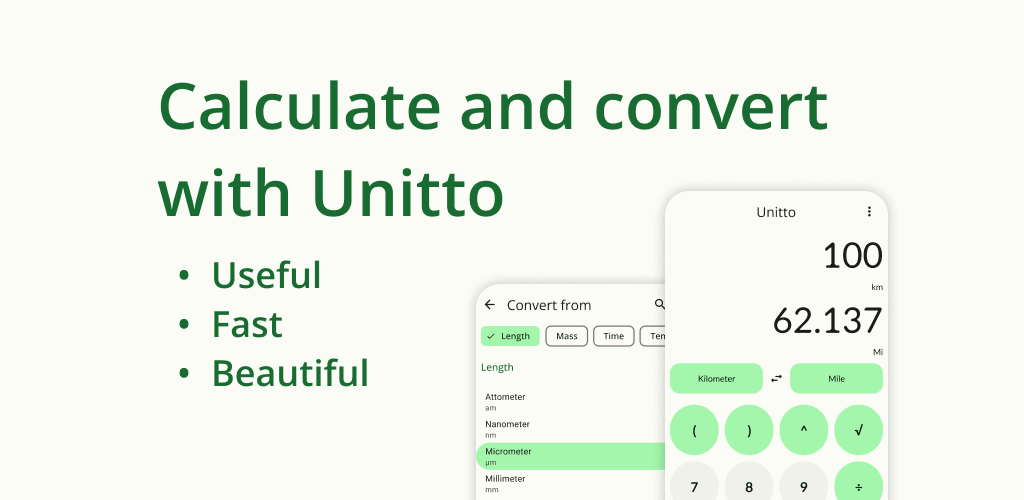 Calculate and convert
with Unitto
• Useful
• Fast
• Beautiful
Convert from
Length Mass Time Ten
Length
Attometer
am
Nanometer
nm
Micrometer
μm
Millimeter
mm
Unitto
100
km
62.137
Mi
Kilometer Mile
( ) ^ √
7 8 9 ÷